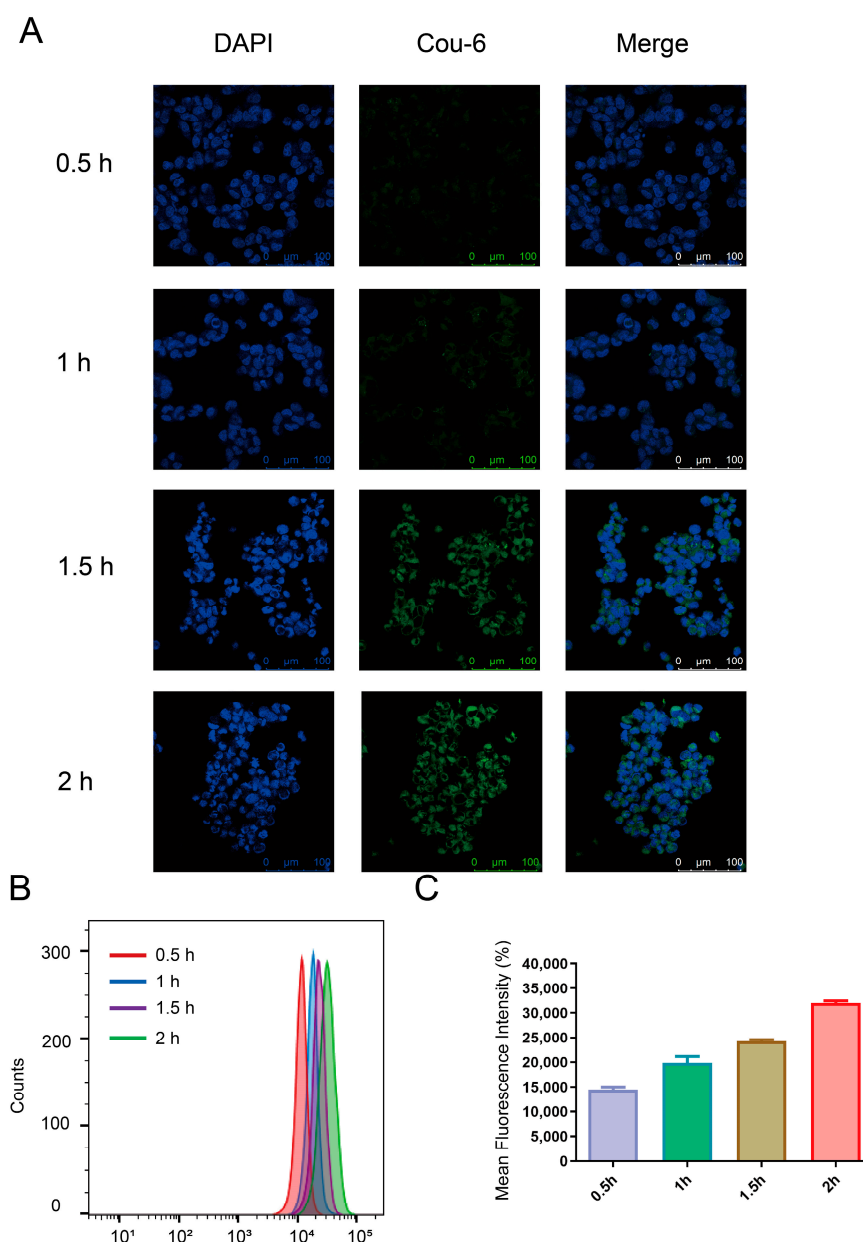 A
DAPI Cou-6 Merge
0.5 h
0 µm 100 0 µm 100 0 µm 100
1 h
0 µm 100 0 µm 100 0 µm 100
1.5 h
0 µm 100 0 µm 100 0 µm 100
2 h
0 µm 100 0 µm 100 0 µm 100
B
300
200
100
0
Counts
0.5 h
1 h
1.5 h
2 h
10¹ 10² 10³ 10⁴ 10⁵
C
Mean Fluorescence Intensity (%)
40,000
35,000
30,000
25,000
20,000
15,000
10,000
5,000
0
0.5h 1h 1.5h 2h